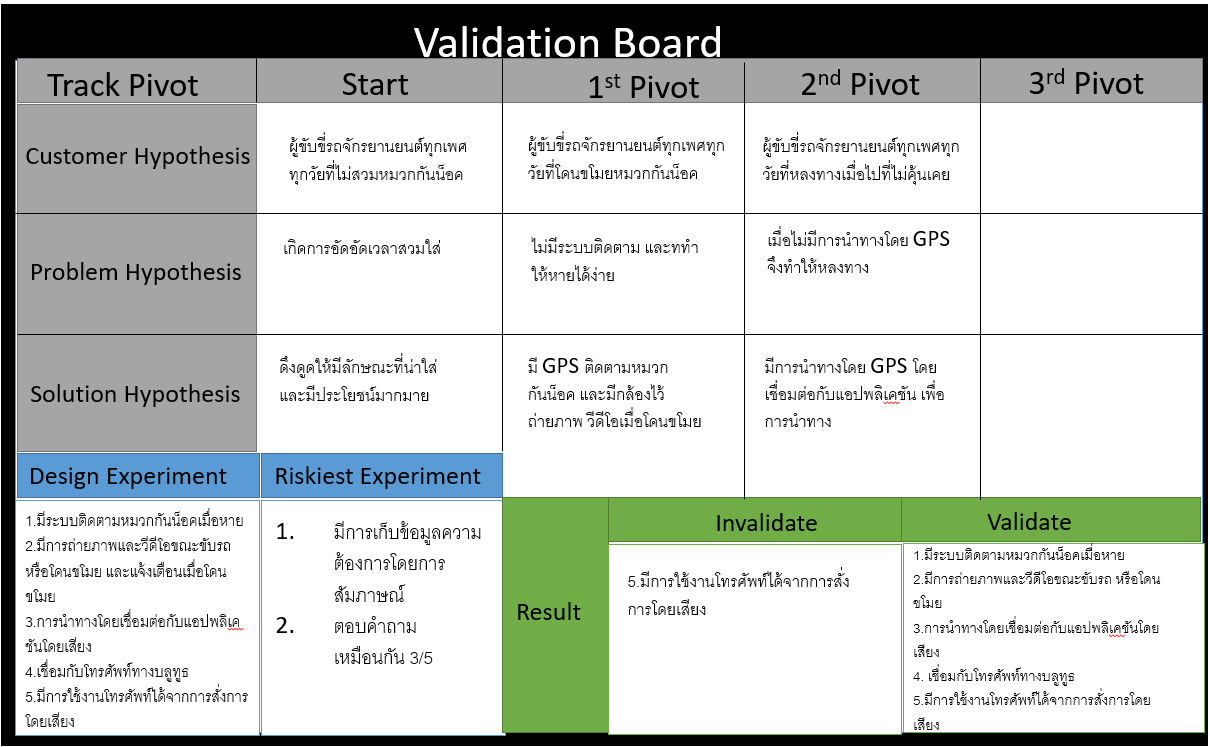 Validation Board
Track Pivot
Start
1st Pivot
2nd Pivot
3rd Pivot
Customer Hypothesis
ผู้ขับขี่รถจักรยานยนต์ทุกเพศ
ทุกวัยที่ไม่สวมหมวกกันน็อค
ผู้ขับขี่รถจักรยานยนต์ทุกเพศทุก
วัยที่โดนขโมยหมวกกันน็อค
ผู้ขับขี่รถจักรยานยนต์ทุกเพศทุก
วัยที่หลงทางเมื่อไปที่ไม่คุ้นเคย
Problem Hypothesis
เกิดการอัดอัดเวลาสวมใส่
ไม่มีระบบติดตาม และททำ
ให้หายได้ง่าย
เมื่อไม่มีการนำทางโดย GPS
จึงทำให้หลงทาง
Solution Hypothesis
ดึงดูดให้มีลักษณะที่น่าใส่
และมีประโยชน์มากมาย
มี GPS ติดตามหมวก
กันน็อค และมีกล้องไว้
ถ่ายภาพ วีดีโอเมื่อโดนขโมย
มีการนำทางโดย GPS โดย
เชื่อมต่อกับแอปพลิเคชัน เพื่อ
การนำทาง
Design Experiment
Riskiest Experiment
1.มีระบบติดตามหมวกกันน็อคเมื่อหาย
2.มีการถ่ายภาพและวีดีโอขณะขับรถ
หรือโดนขโมย และแจ้งเตือนเมื่อโดน
ขโมย
3.การนำทางโดยเชื่อมต่อกับแอปพลิเค
ชันโดยเสียง
4.เชื่อมกับโทรศัพท์ทางบลูทูธ
5.มีการใช้งานโทรศัพท์ได้จากการสั่งการ
โดยเสียง
1. มีการเก็บข้อมูลความ
ต้องการโดยการ
สัมภาษณ์
2. ตอบคำถาม
เหมือนกัน 3/5
Result
Invalidate
5.มีการใช้งานโทรศัพท์ได้จากการสั่ง
การโดยเสียง
Validate
1.มีระบบติดตามหมวกกันน็อคเมื่อหาย
2.มีการถ่ายภาพและวีดีโอขณะขับรถ หรือโดน
ขโมย
3.การนำทางโดยเชื่อมต่อกับแอปพลิเคชันโดย
เสียง
4. เชื่อมกับโทรศัพท์ทางบลูทูธ
5.มีการใช้งานโทรศัพท์ได้จากการสั่งการโดย
เสียง